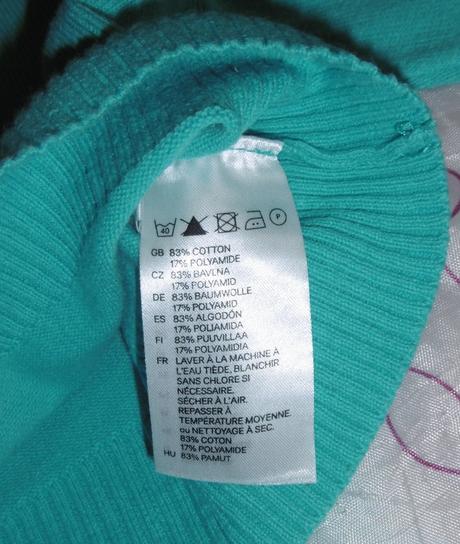 40 P
GB 83% COTTON
17% POLYAMIDE
CZ 83% BAVLNA
17% POLYAMID
DE 83% BAUMWOLLE
17% POLYAMID
ES 83% ALGODÓN
17% POLIAMIDA
FI 83% PUUVILLAA
17% POLYAMIDIA
FR LAVER À LA MACHINE À
L'EAU TIÈDE, BLANCHIR
SANS CHLORE SI
NÉCESSAIRE,
SÉCHER À L'AIR.
REPASSER À
TEMPÉRATURE MOYENNE.
ou NETTOYAGE À SEC.
83% COTON
17% POLYAMIDE
HU 83% PAMUT